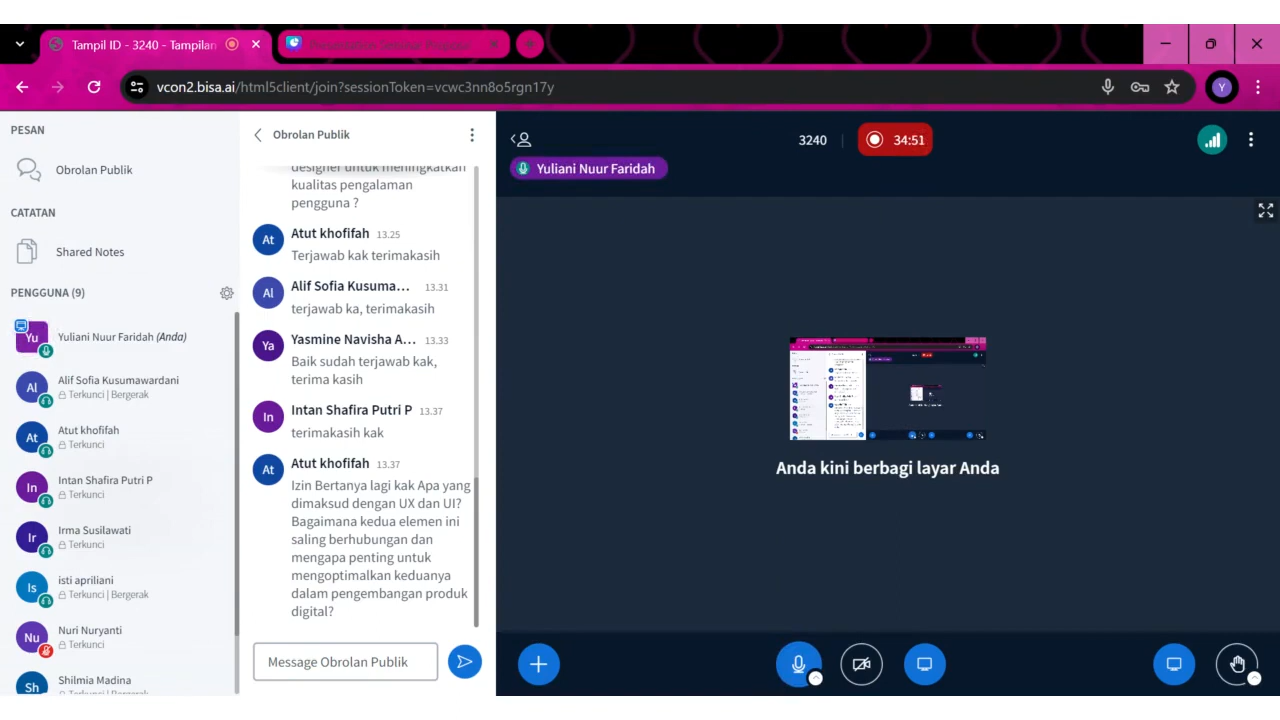 Tampil ID - 3240 - Tampilan
vcon2.bisa.ai/html5client/join?sessionToken=vcwc3nn8o5rgn17y
Y
PESAN
Obrolan Publik
CATATAN
Shared Notes
PENGGUNA (9)
Yu
Yuliani Nuur Faridah (Anda)
Al
Alif Sofia Kusumawardani
Terkunci | Bergerak
At
Atut khofifah
Terkunci
In
Intan Shafira Putri P
Terkunci
Ir
Irma Susilawati
Terkunci
Is
isti apriliani
Terkunci | Bergerak
Nu
Nuri Nuryanti
Terkunci
Sh
Shilmia Madina
Obrolan Publik
designer untuk meningkatkan
kualitas pengalaman
pengguna ?
At
Atut khofifah 13.25
Terjawab kak terimakasih
Al
Alif Sofia Kusuma... 13.31
terjawab ka, terimakasih
Ya
Yasmine Navisha A... 13.33
Baik sudah terjawab kak,
terima kasih
In
Intan Shafira Putri P 13.37
terimakasih kak
At
Atut khofifah 13.37
Izin Bertanya lagi kak Apa yang
dimaksud dengan UX dan UI?
Bagaimana kedua elemen ini
saling berhubungan dan
mengapa penting untuk
mengoptimalkan keduanya
dalam pengembangan produk
digital?
Message Obrolan Publik
3240
34:51
Yuliani Nuur Faridah
Anda kini berbagi layar Anda